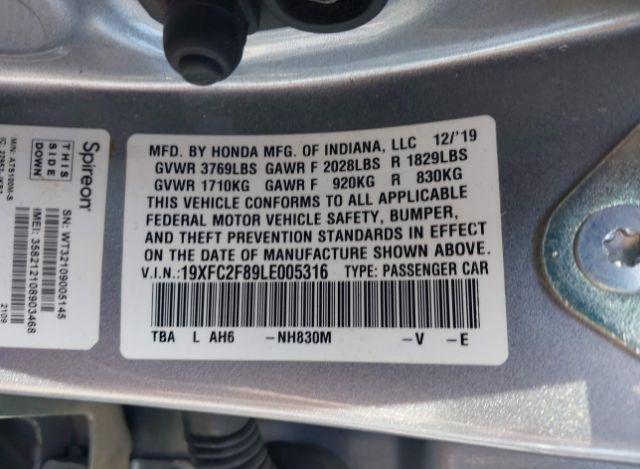 MFD. BY HONDA MFG. OF INDIANA, LLC 12/'19
GVWR 3769LBS GAWR F 2028LBS R 1829LBS
GVWR 1710KG GAWR F 920KG R 830KG
THIS VEHICLE CONFORMS TO ALL APPLICABLE
FEDERAL MOTOR VEHICLE SAFETY, BUMPER,
AND THEFT PREVENTION STANDARDS IN EFFECT
ON THE DATE OF MANUFACTURE SHOWN ABOVE.
V.I.N.: 19XFC2F89LE005316 TYPE: PASSENGER CAR
TBA L AH6 -NH830M -V -E
Spireon
THIS
SIDE
DOWN
M/N: ATS100M-S
SN: WT32109005145
IMEI: 358212108903468
2109